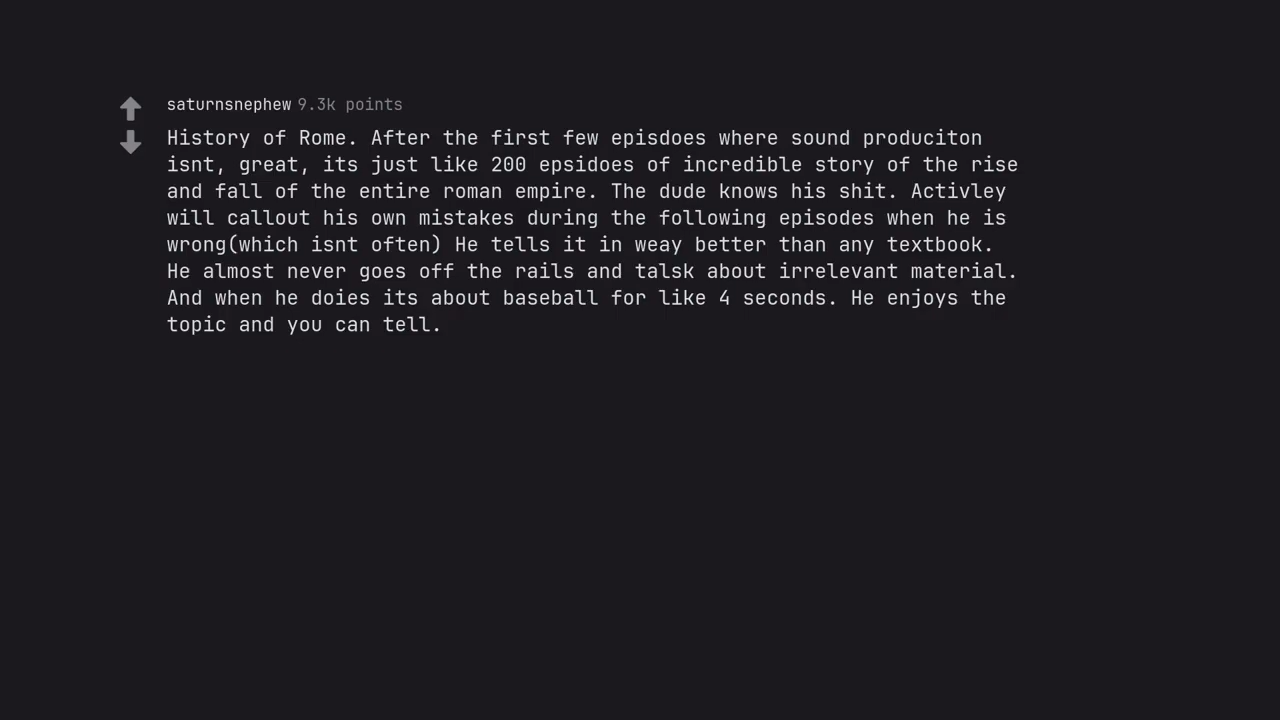 saturnsnephew 9.3k points
History of Rome. After the first few episdoes where sound produciton
isnt, great, its just like 200 epsidoes of incredible story of the rise
and fall of the entire roman empire. The dude knows his shit. Activley
will callout his own mistakes during the following episodes when he is
wrong(which isnt often) He tells it in weay better than any textbook.
He almost never goes off the rails and talsk about irrelevant material.
And when he doies its about baseball for like 4 seconds. He enjoys the
topic and you can tell.